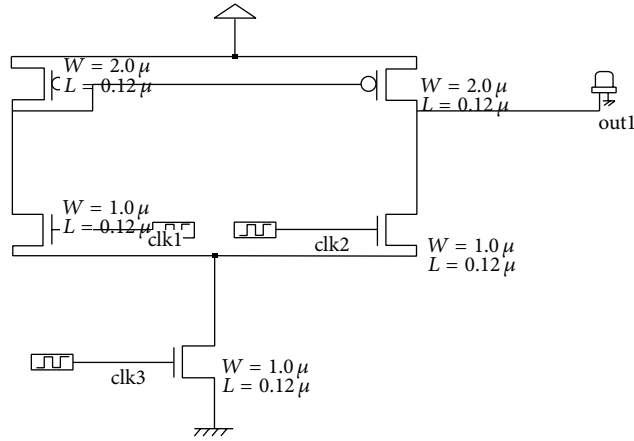 W = 2.0 μ
L = 0.12 μ
W = 2.0 μ
L = 0.12 μ
out1
W = 1.0 μ
L = 0.12 μ
clk1
clk2
W = 1.0 μ
L = 0.12 μ
clk3
W = 1.0 μ
L = 0.12 μ